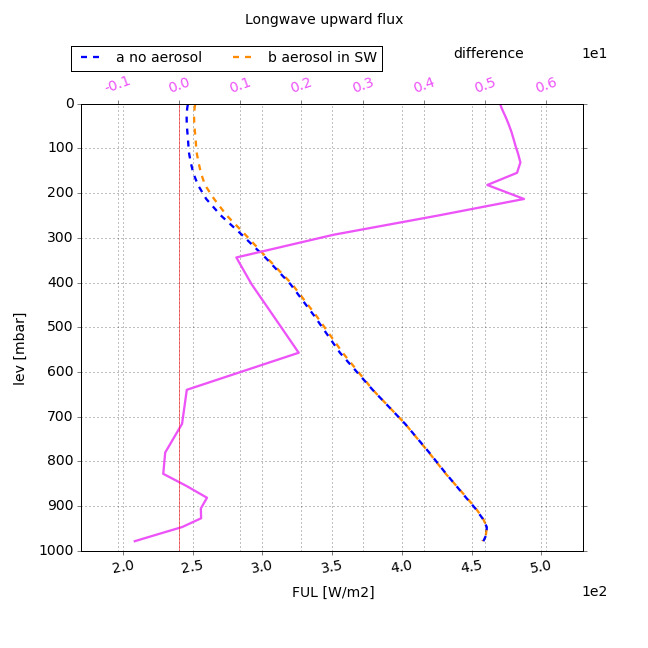 Longwave upward flux
a no aerosol b aerosol in SW difference 1e1
-0.1 0.0 0.1 0.2 0.3 0.4 0.5 0.6
0
100
200
300
400
500
600
700
800
900
1000
lev [mbar]
2.0 2.5 3.0 3.5 4.0 4.5 5.0
FUL [W/m2] 1e2